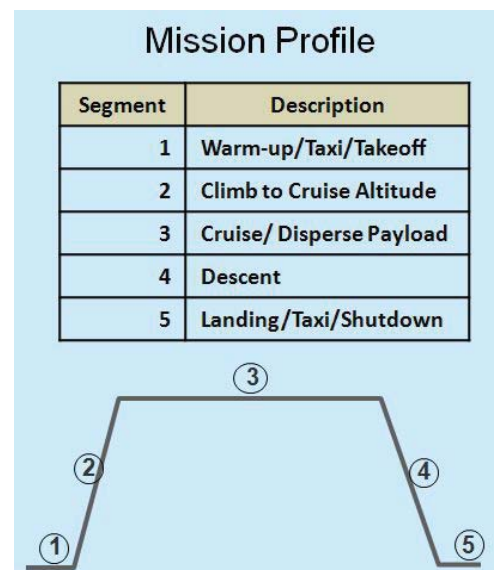 Mission Profile
Segment Description
1 Warm-up/Taxi/Takeoff
2 Climb to Cruise Altitude
3 Cruise/ Disperse Payload
4 Descent
5 Landing/Taxi/Shutdown
3
2
4
1
5